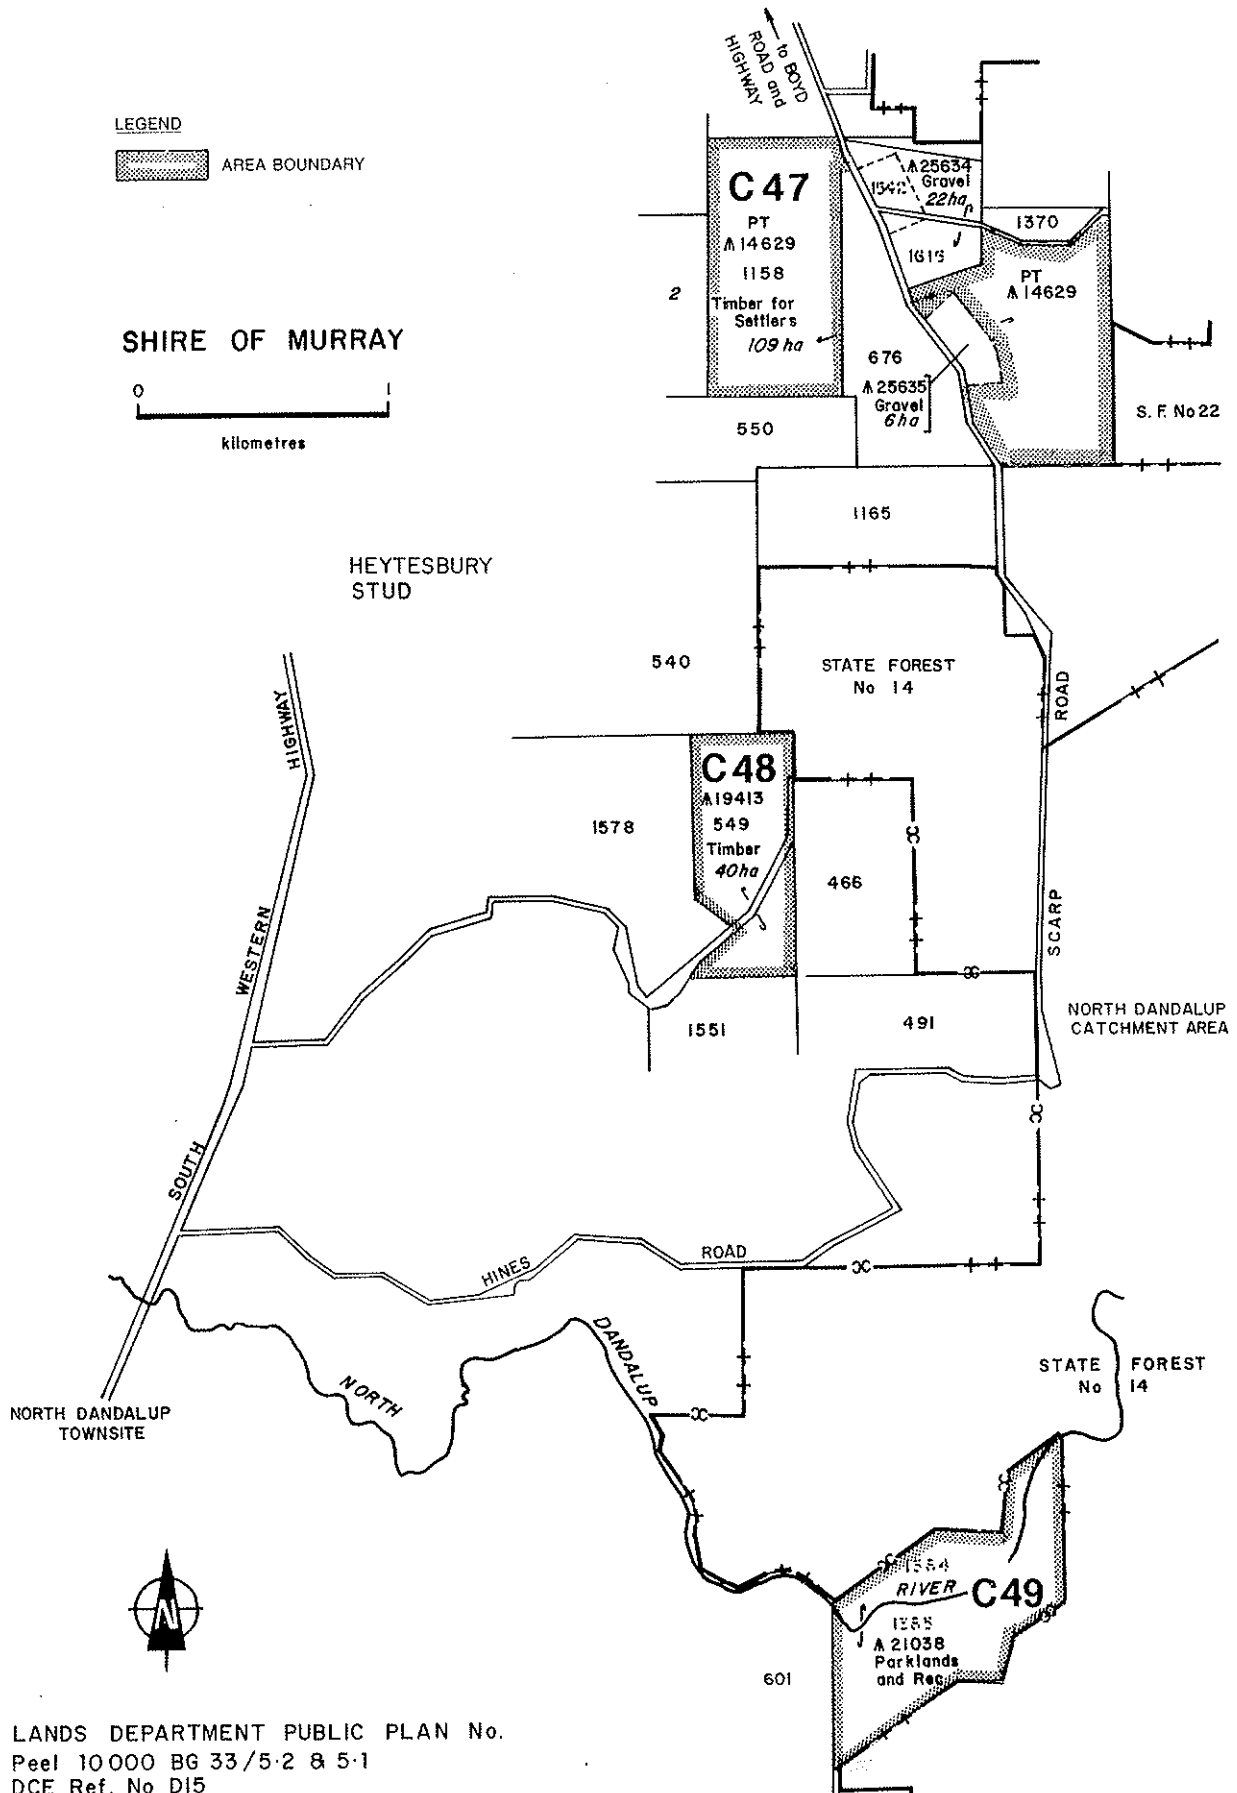 to BOYD
ROAD and
HIGHWAY
LEGEND
AREA BOUNDARY
C 47
PT
14629
1158
Timber for
Settlers
109 ha
25634
Gravel
22ha
1370
PT
14629
2
SHIRE OF MURRAY
0 1
kilometres
676
25635
Gravel
6ha
S. F. No 22
550
1165
HEYTESBURY
STUD
540
STATE FOREST
No 14
ROAD
HIGHWAY
C 48
19413
549
Timber
40ha
1578
466
WESTERN
SCARP
1551
491
NORTH DANDALUP
CATCHMENT AREA
SOUTH
HINES
ROAD
DANDALUP
NORTH
STATE FOREST
No 14
NORTH DANDALUP
TOWNSITE
RIVER
C49
21038
Parklands
and Rec
601
N
LANDS DEPARTMENT PUBLIC PLAN No.
Peel 10000 BG 33/5·2 & 5·1
DCE Ref. No D15